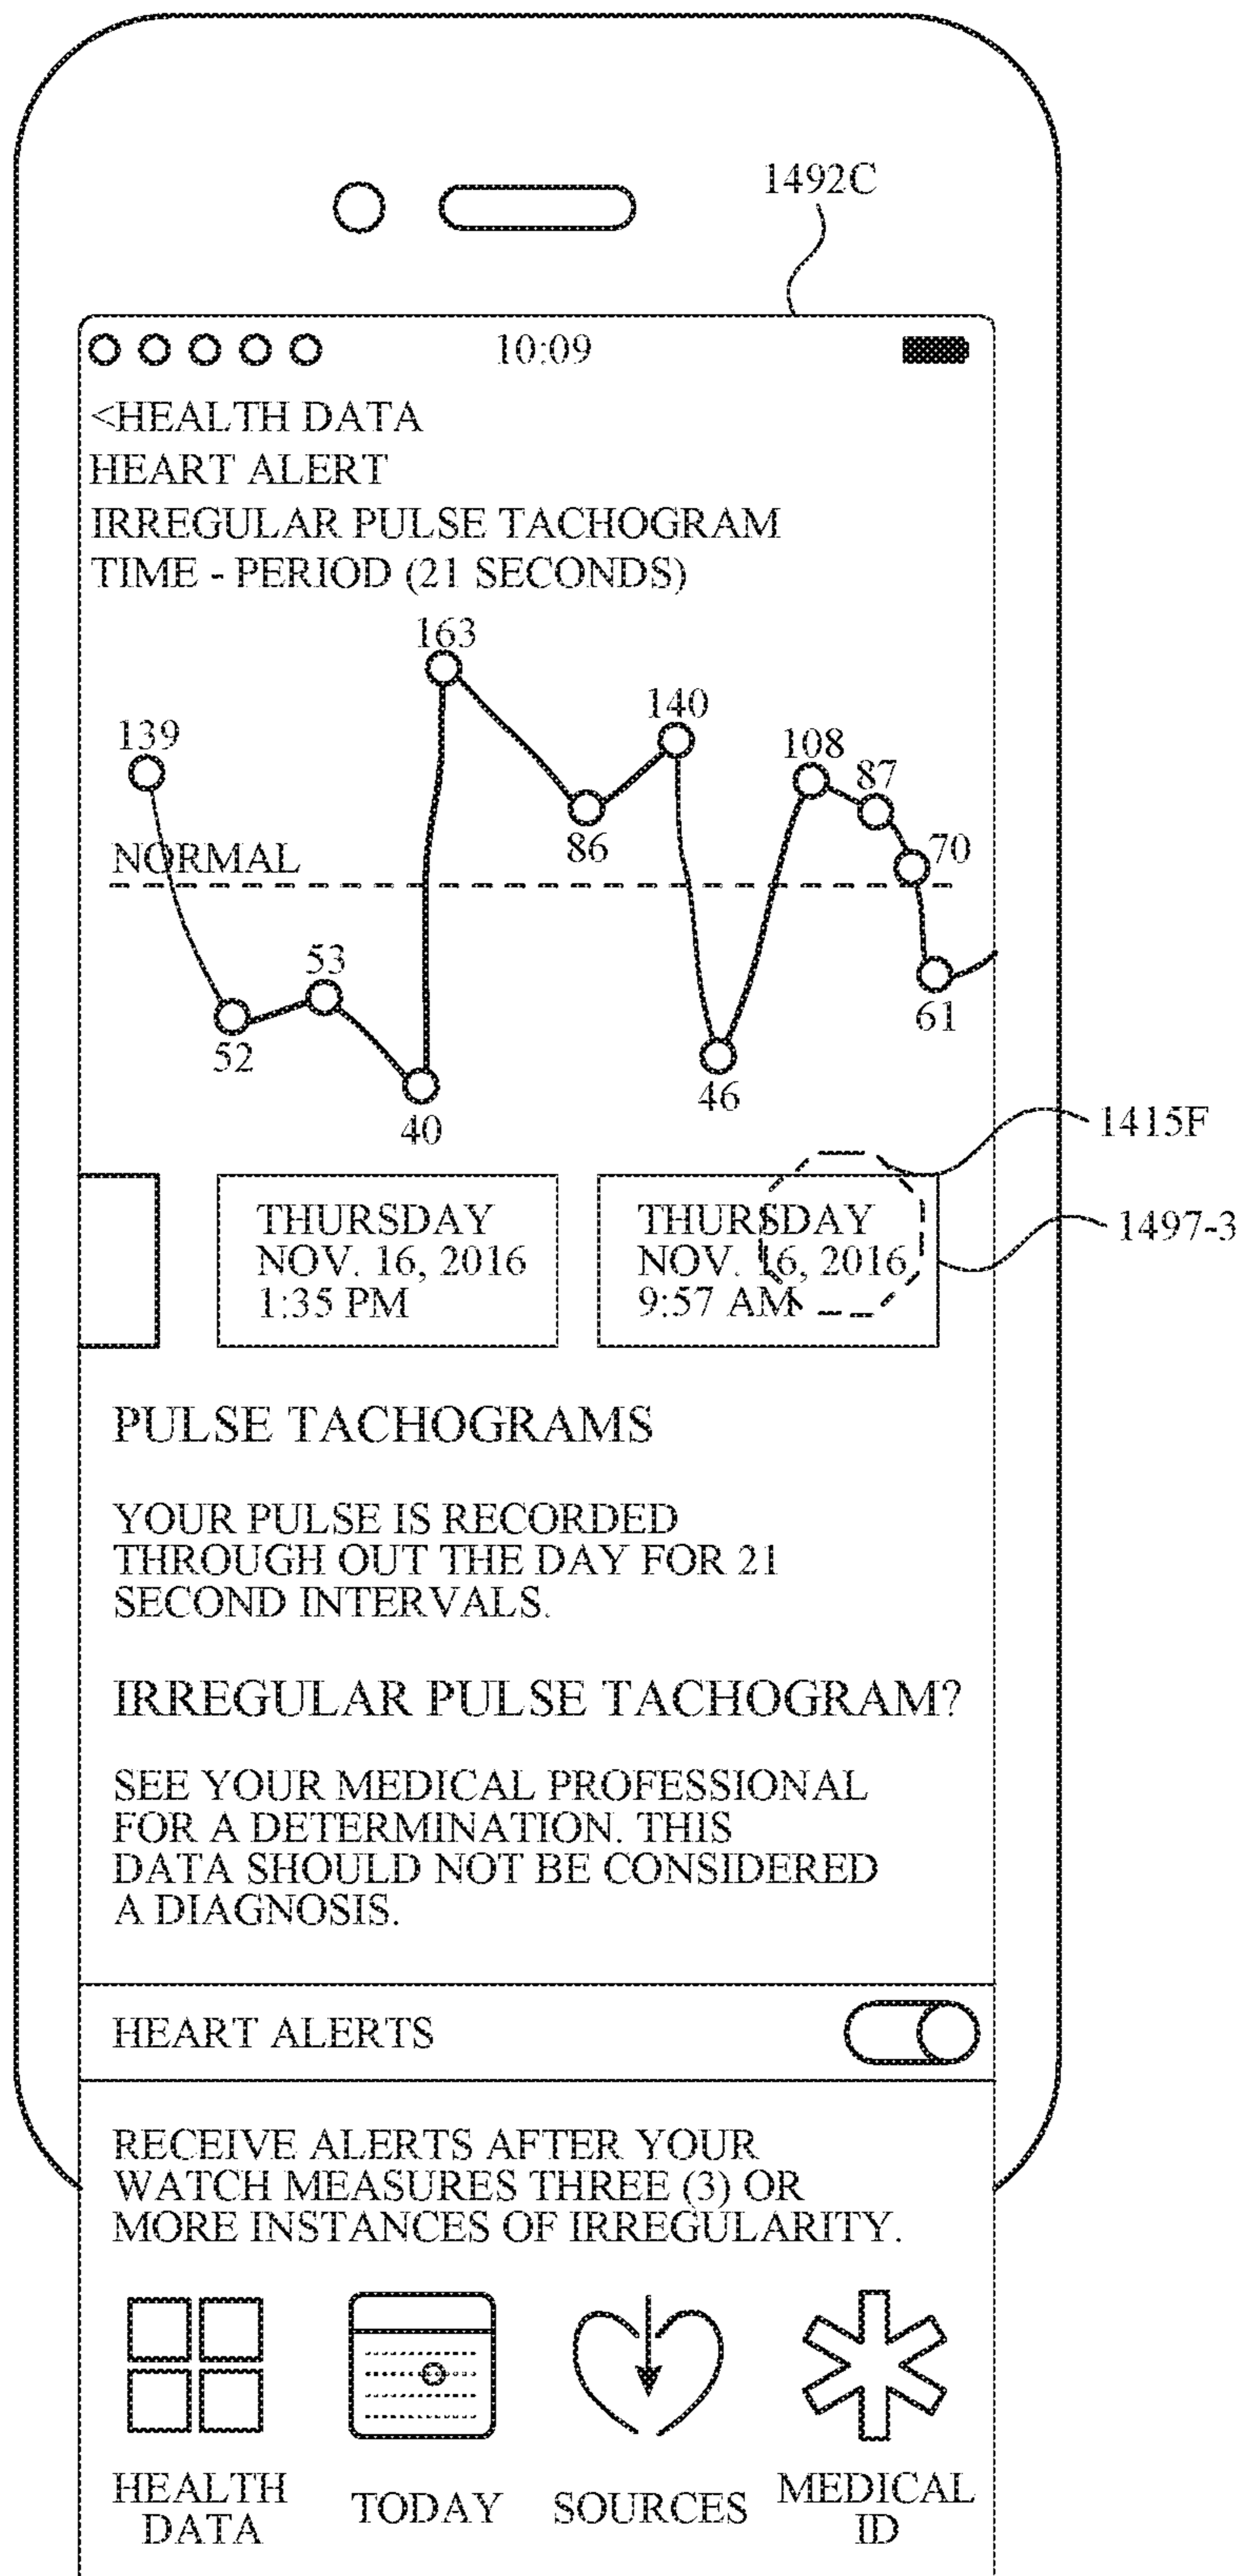 1492C
10:09
<HEALTH DATA
HEART ALERT
IRREGULAR PULSE TACHOGRAM
TIME - PERIOD (21 SECONDS)
163
140
139
108
87
86
70
NORMAL
53
52
61
46
40
1415F
1497-3
THURSDAY
NOV. 16, 2016
1:35 PM
THURSDAY
NOV. 16, 2016
9:57 AM
PULSE TACHOGRAMS
YOUR PULSE IS RECORDED
THROUGH OUT THE DAY FOR 21
SECOND INTERVALS.
IRREGULAR PULSE TACHOGRAM?
SEE YOUR MEDICAL PROFESSIONAL
FOR A DETERMINATION. THIS
DATA SHOULD NOT BE CONSIDERED
A DIAGNOSIS.
HEART ALERTS
RECEIVE ALERTS AFTER YOUR
WATCH MEASURES THREE (3) OR
MORE INSTANCES OF IRREGULARITY.
HEALTH
DATA
TODAY
SOURCES
MEDICAL
ID